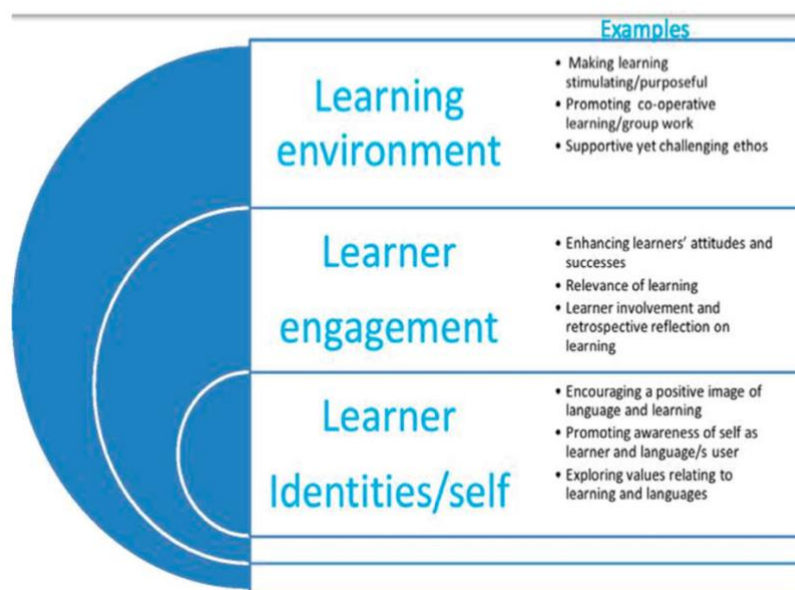 Examples
Learning
environment
• Making learning
stimulating/purposeful
• Promoting co-operative
learning/group work
• Supportive yet challenging ethos
Learner
engagement
• Enhancing learners' attitudes and
successes
• Relevance of learning
• Learner involvement and
retrospective reflection on
learning
Learner
Identities/self
• Encouraging a positive image of
language and learning
• Promoting awareness of self as
learner and language/s user
• Exploring values relating to
learning and languages